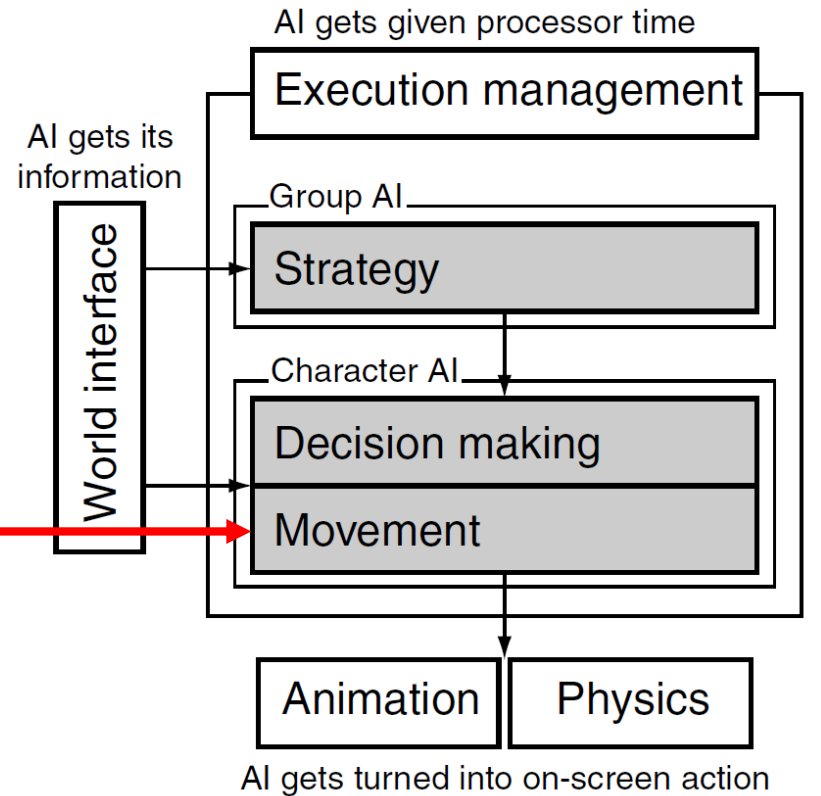 AI gets given processor time
Execution management
AI gets its
information
World interface
Group AI
Strategy
Character AI
Decision making
Movement
Animation
Physics
AI gets turned into on-screen action